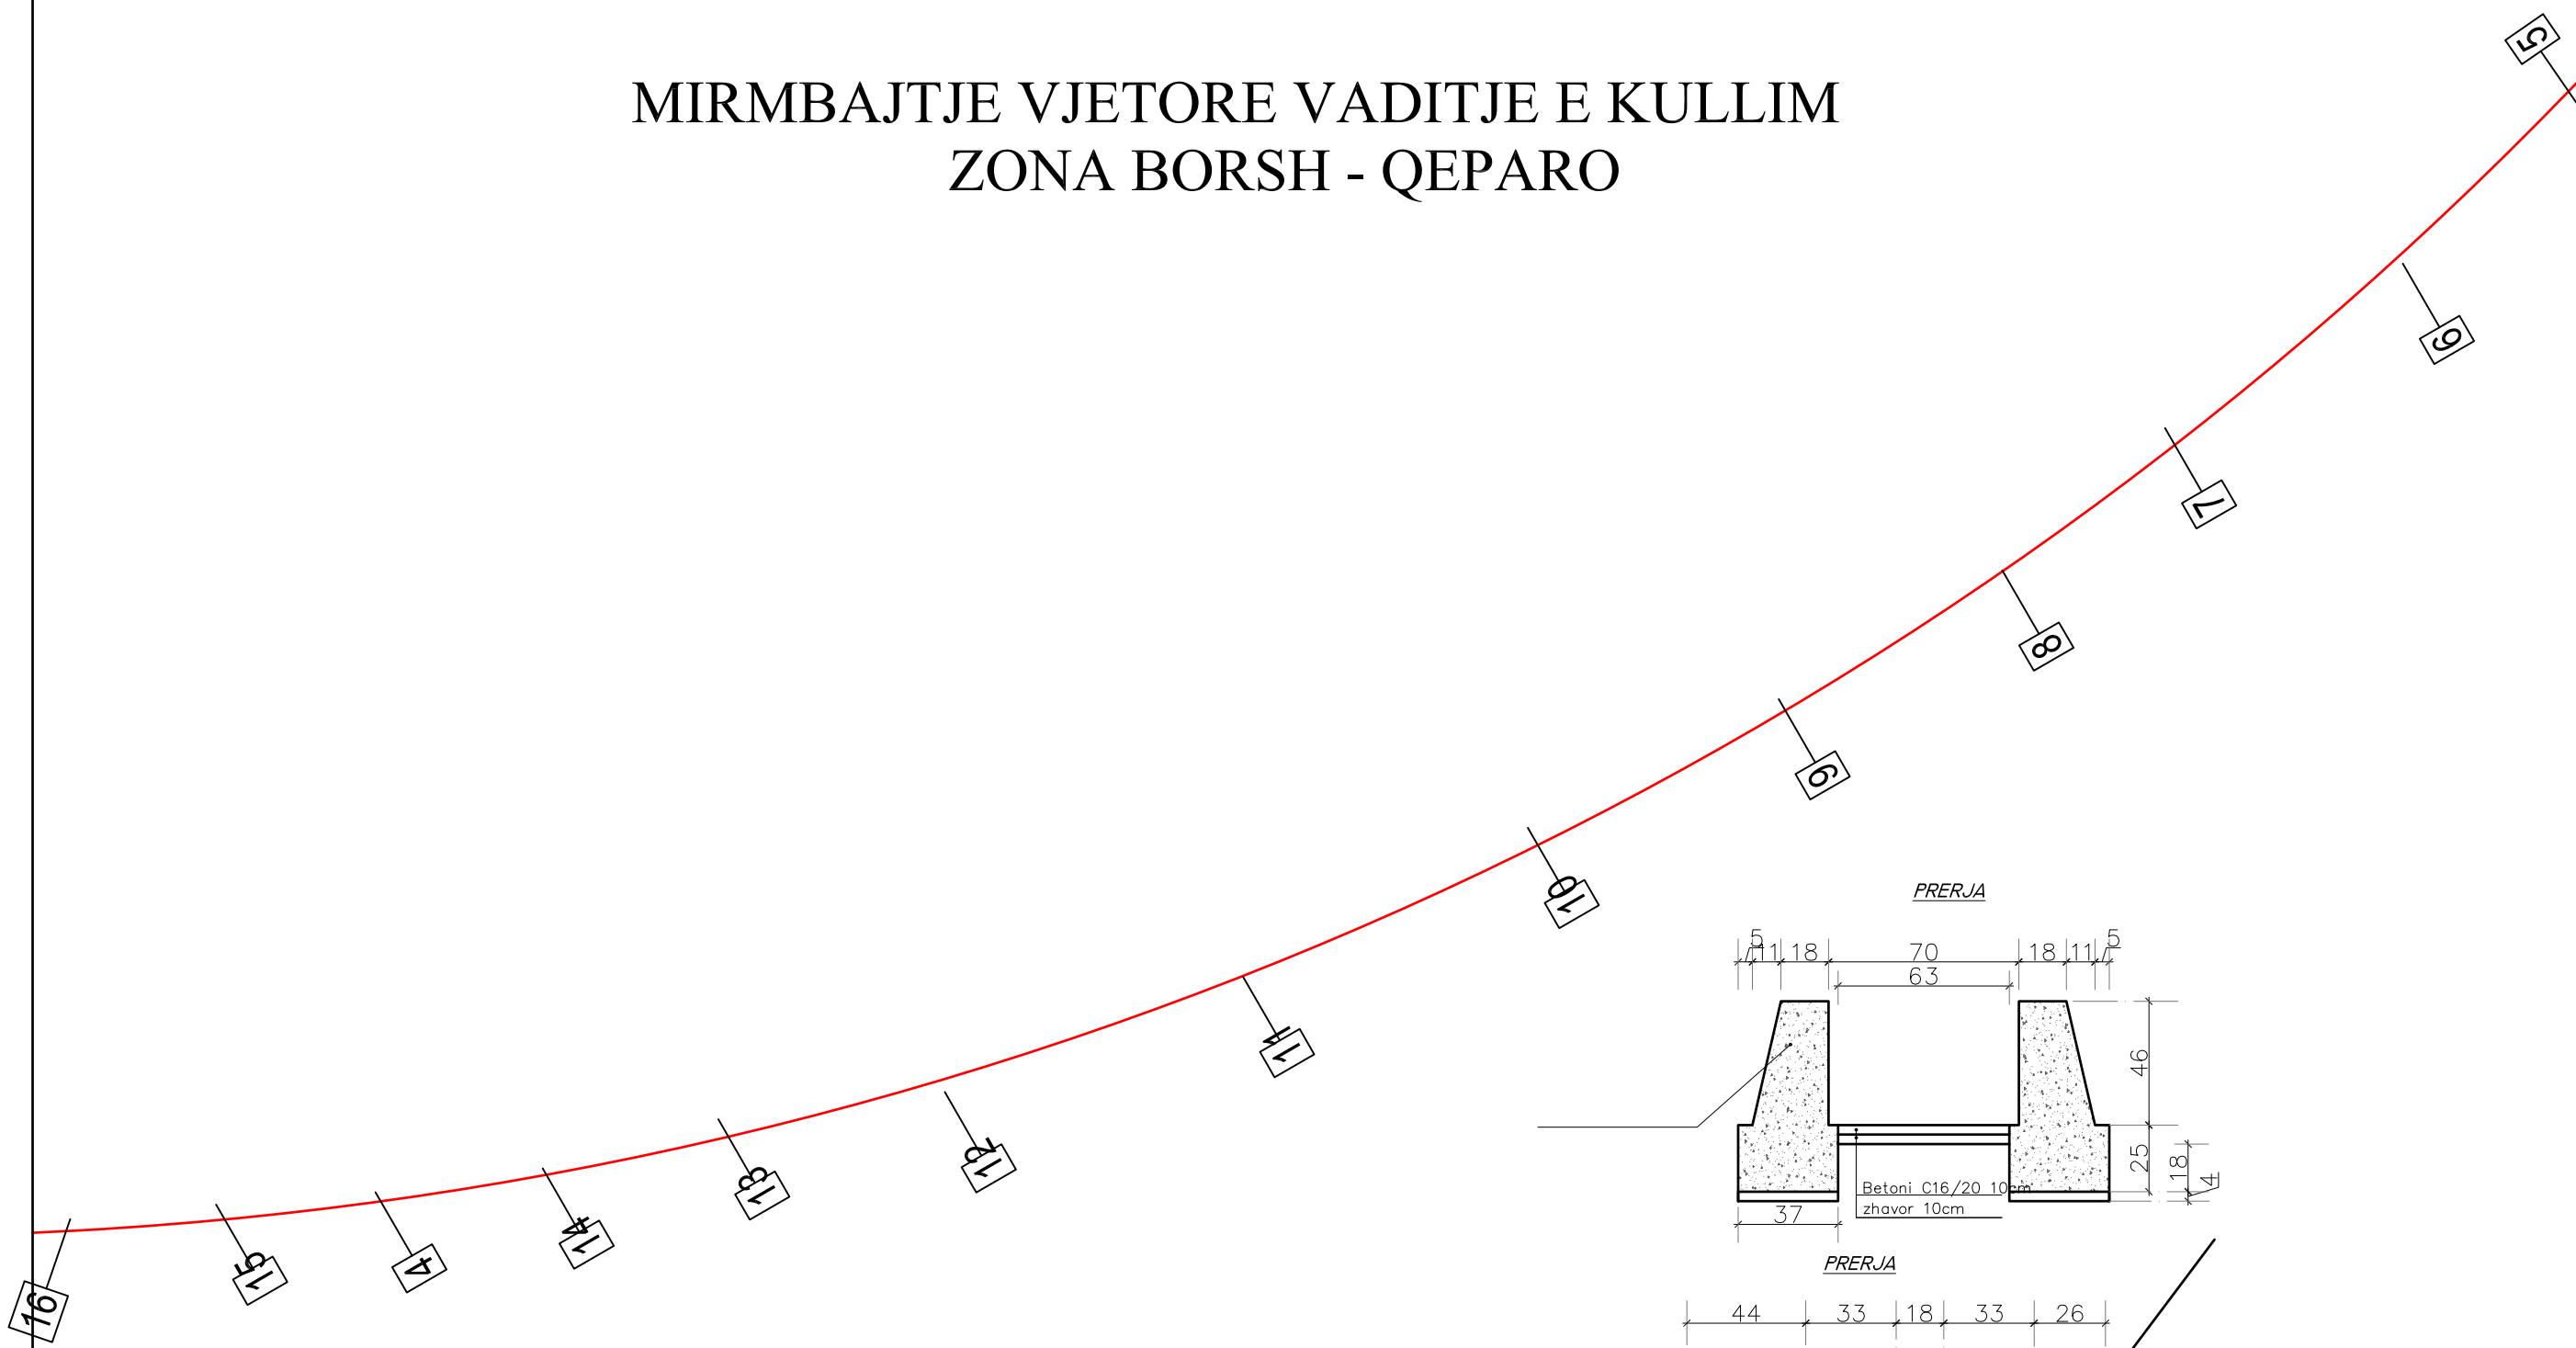 MIRMBAJTJE VJETORE VADITJE E KULLIM
ZONA BORSH - QEPARO
5
6
7
8
9
10
11
12
13
14
4
15
16
PRERJA
5 11 18 70 18 11 5
63
46
25
18
4
Betoni C16/20 10cm
zhavor 10cm
37
PRERJA
44 33 18 33 26